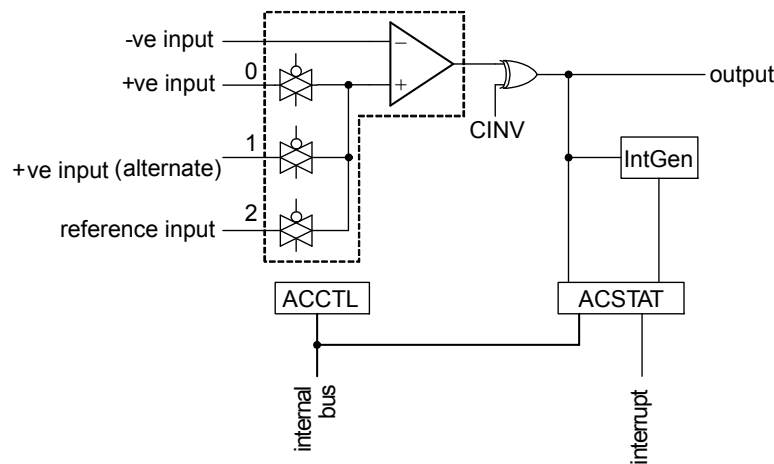 -ve input
−
0
+ve input
+
output
CINV
1
+ve input (alternate)
IntGen
2
reference input
ACCTL
ACSTAT
internal
bus
interrupt